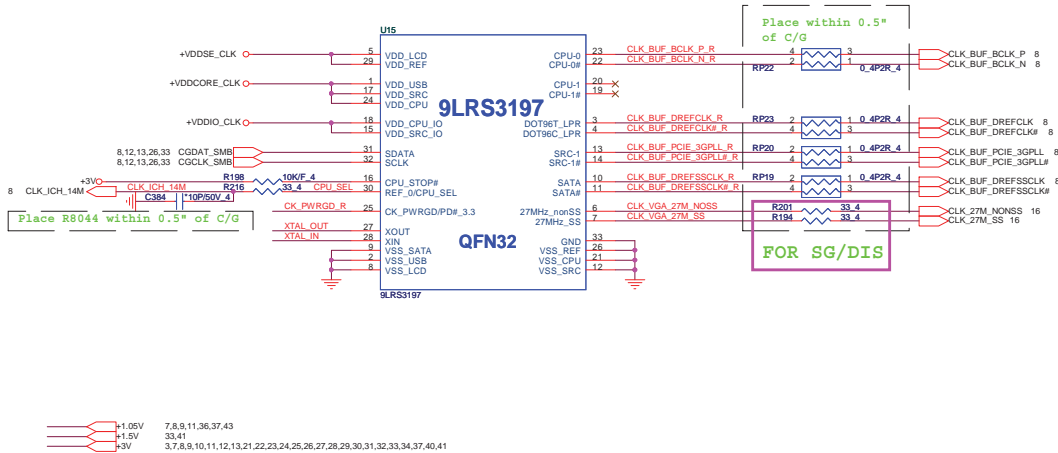 U15
Place within 0.5"
of C/G
+VDDSE_CLK
5
29
VDD_LCD
VDD_REF
CPU-0
CPU-0#
23
22
CLK_BUF_BCLK_P_R
CLK_BUF_BCLK_N_R
4
2
3
1
RP22
0_4P2R_4
CLK_BUF_BCLK_P 8
CLK_BUF_BCLK_N 8
+VDDCORE_CLK
1
17
24
VDD_USB
VDD_SRC
VDD_CPU
CPU-1
CPU-1#
20
19
9LRS3197
+VDDIO_CLK
18
15
VDD_CPU_IO
VDD_SRC_IO
DOT96T_LPR
DOT96C_LPR
3
4
CLK_BUF_DREFCLK_R
CLK_BUF_DREFCLK#_R
RP23
2
4
1
3
0_4P2R_4
CLK_BUF_DREFCLK 8
CLK_BUF_DREFCLK# 8
8,12,13,26,33 CGDAT_SMB
8,12,13,26,33 CGCLK_SMB
31
32
SDATA
SCLK
SRC-1
SRC-1#
13
14
CLK_BUF_PCIE_3GPLL_R
CLK_BUF_PCIE_3GPLL#_R
RP20
2
4
1
3
0_4P2R_4
CLK_BUF_PCIE_3GPLL 8
CLK_BUF_PCIE_3GPLL#
+3V
R198
10K/F_4
16
CPU_STOP#
8 CLK_ICH_14M
CLK_ICH_14M
R216
33_4
CPU_SEL
30
REF_0/CPU_SEL
C384
*10P/50V_4
SATA
SATA#
10
11
CLK_BUF_DREFSSCLK_R
CLK_BUF_DREFSSCLK#_R
RP19
2
4
1
3
0_4P2R_4
CLK_BUF_DREFSSCLK 8
CLK_BUF_DREFSSCLK#
Place R8044 within 0.5" of C/G
CK_PWRGD_R
25
CK_PWRGD/PD#_3.3
27MHz_nonSS
27MHz_SS
6
7
CLK_VGA_27M_NOSS
CLK_VGA_27M_SS
R201
R194
33_4
33_4
CLK_27M_NONSS 16
CLK_27M_SS 16
XTAL_OUT
XTAL_IN
27
28
XOUT
XIN
QFN32
9
2
8
VSS_SATA
VSS_USB
VSS_LCD
GND
VSS_REF
VSS_CPU
VSS_SRC
33
26
21
12
FOR SG/DIS
9LRS3197
+1.05V 7,8,9,11,36,37,43
+1.5V 33,41
+3V 3,7,8,9,10,11,12,13,21,22,23,24,25,26,27,28,29,30,31,32,33,34,37,40,41